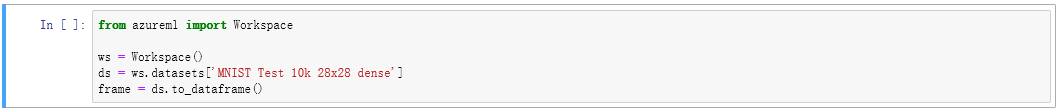 In [ ]: from azureml import Workspace
ws = Workspace()
ds = ws.datasets['MNIST Test 10k 28x28 dense']
frame = ds.to_dataframe()